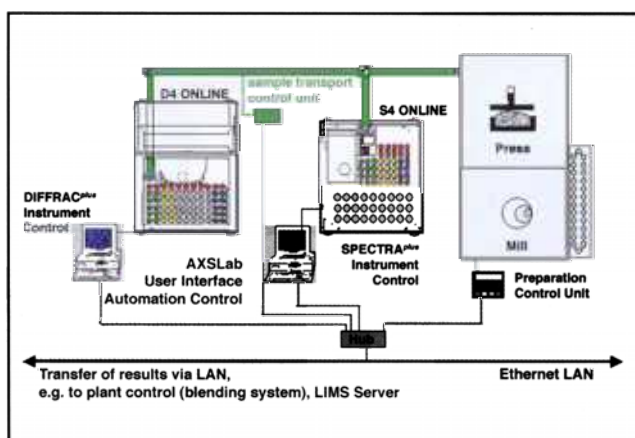 sample transport
control unit
D4 ONLINE
S4 ONLINE
Press
DIFFRACplus
Instrument
Control
AXSLab
User Interface
Automation Control
SPECTRAplus
Instrument
Control
Mill
Preparation
Control Unit
Hub
Transfer of results via LAN,
e.g. to plant control (blending system), LIMS Server
Ethernet LAN